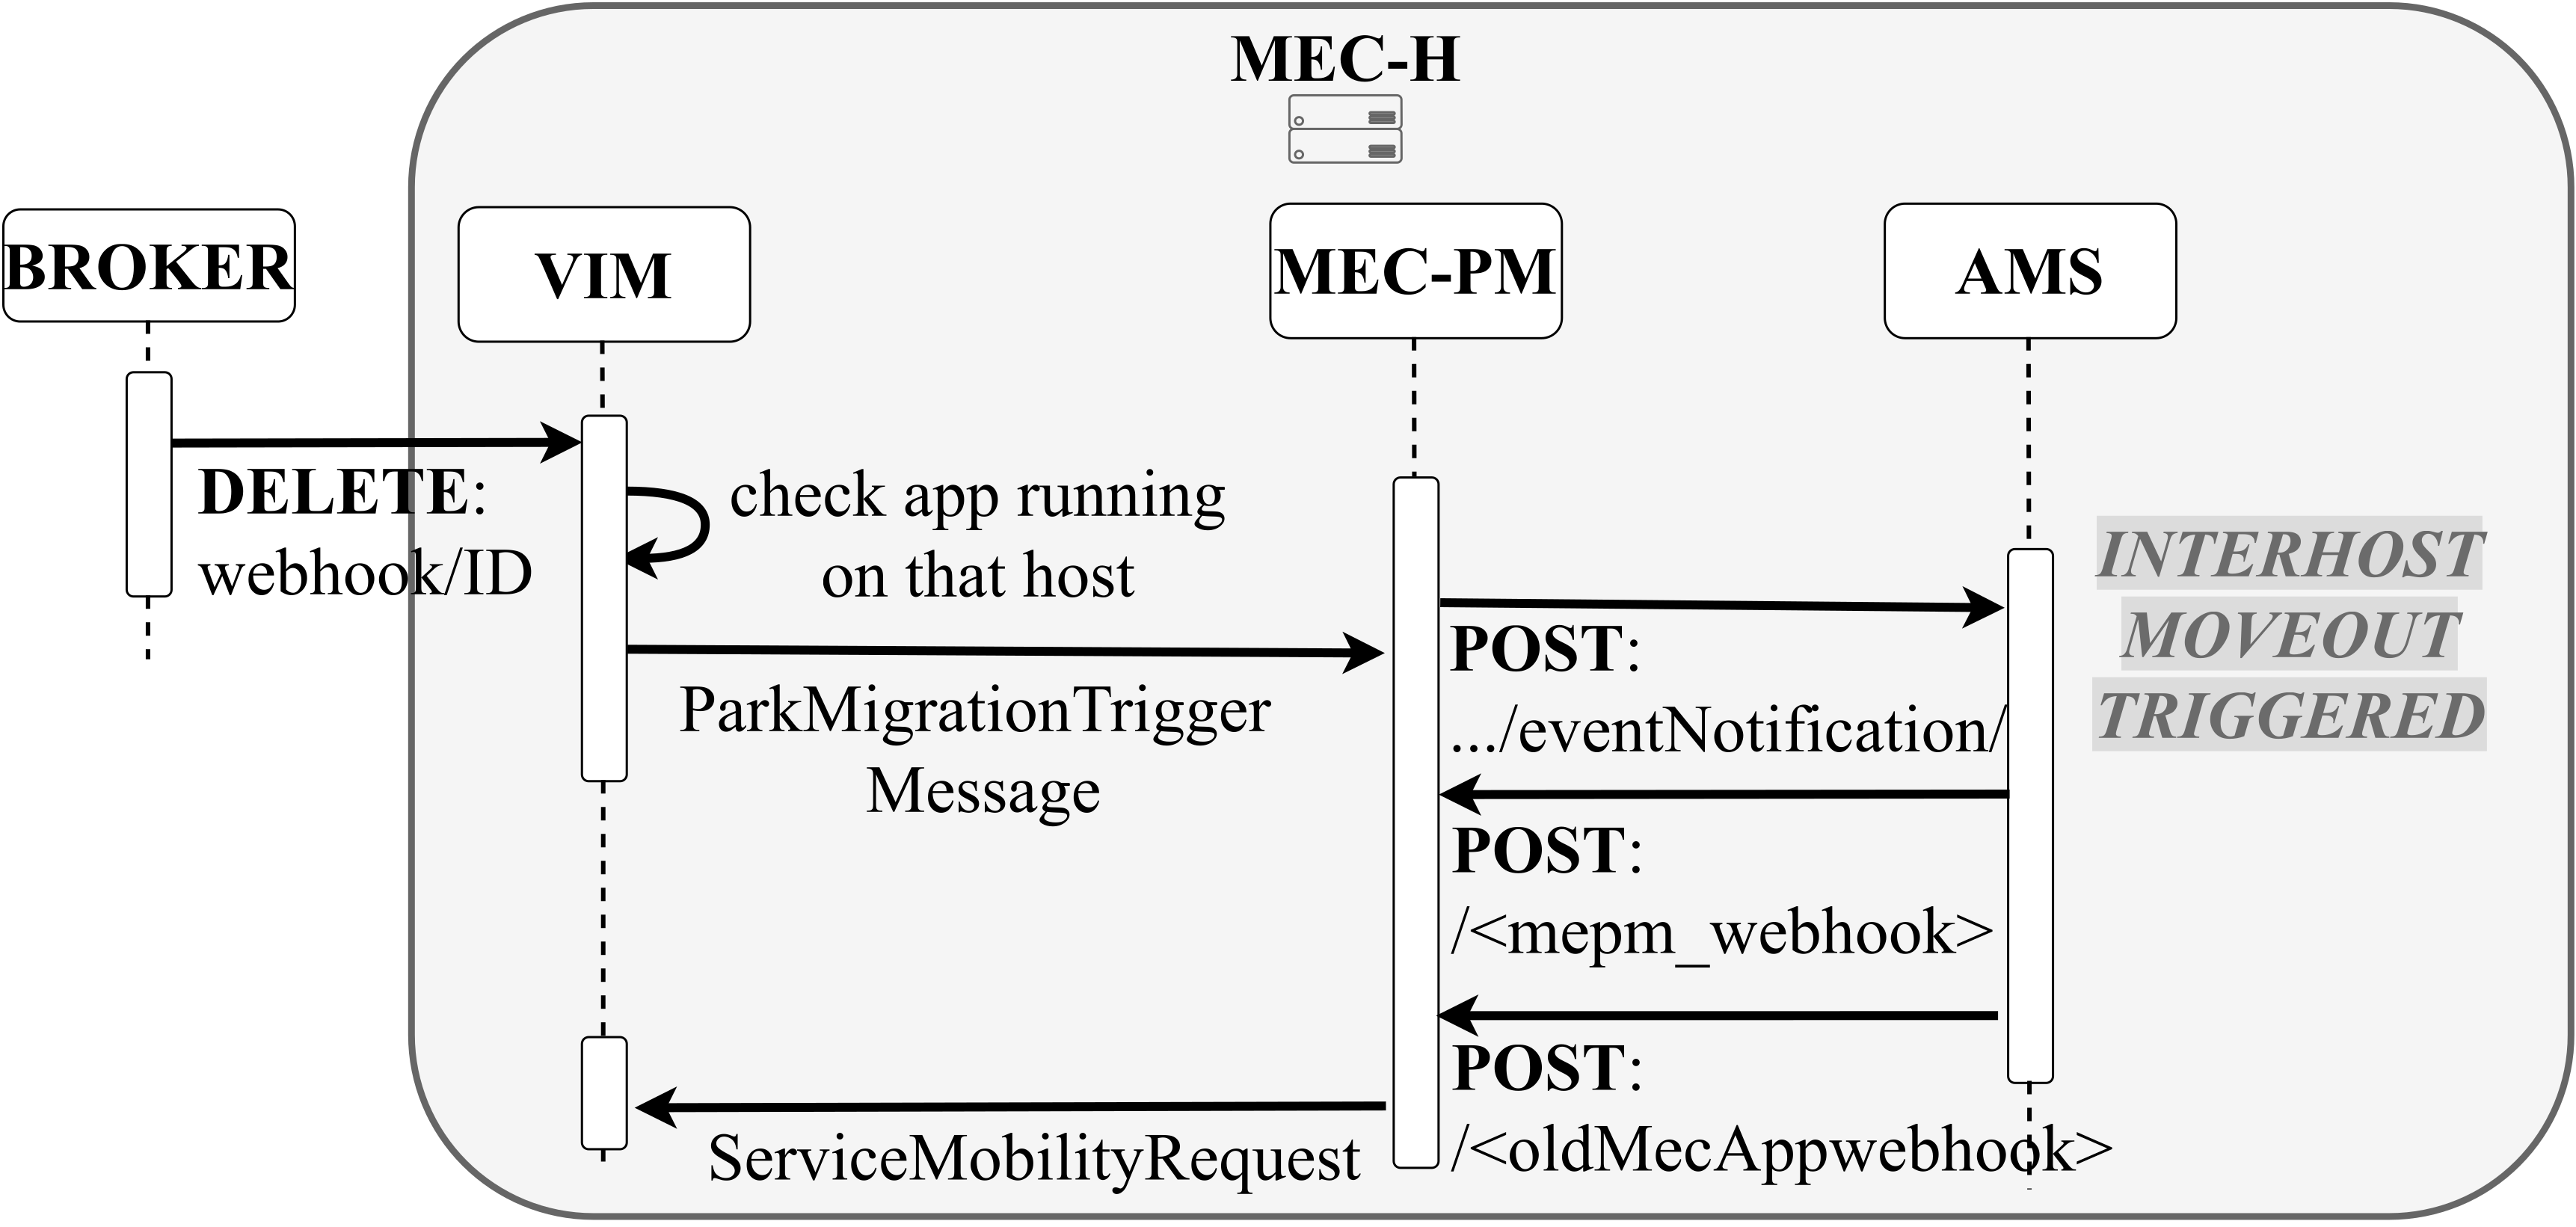 MEC-H
BROKER
VIM
MEC-PM
AMS
DELETE:
webhook/ID
check app running
on that host
ParkMigrationTrigger
Message
POST:
.../eventNotification/
INTERHOST
MOVEOUT
TRIGGERED
POST:
/<mepm_webhook>
POST:
/<oldMecAppwebhook>
ServiceMobilityRequest